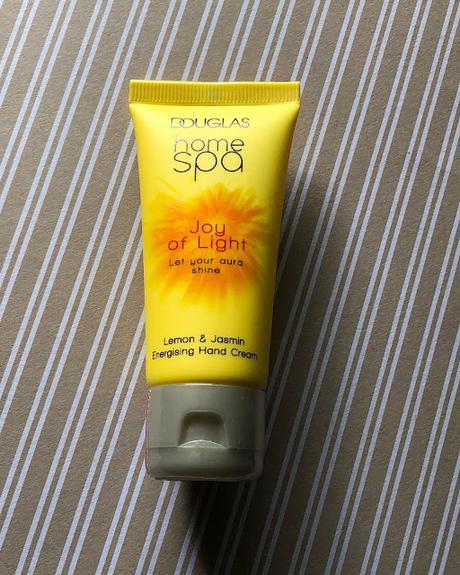 DOUGLAS
home
spa
Joy
of Light
Let your aura
shine
Lemon & Jasmin
Energising Hand Cream